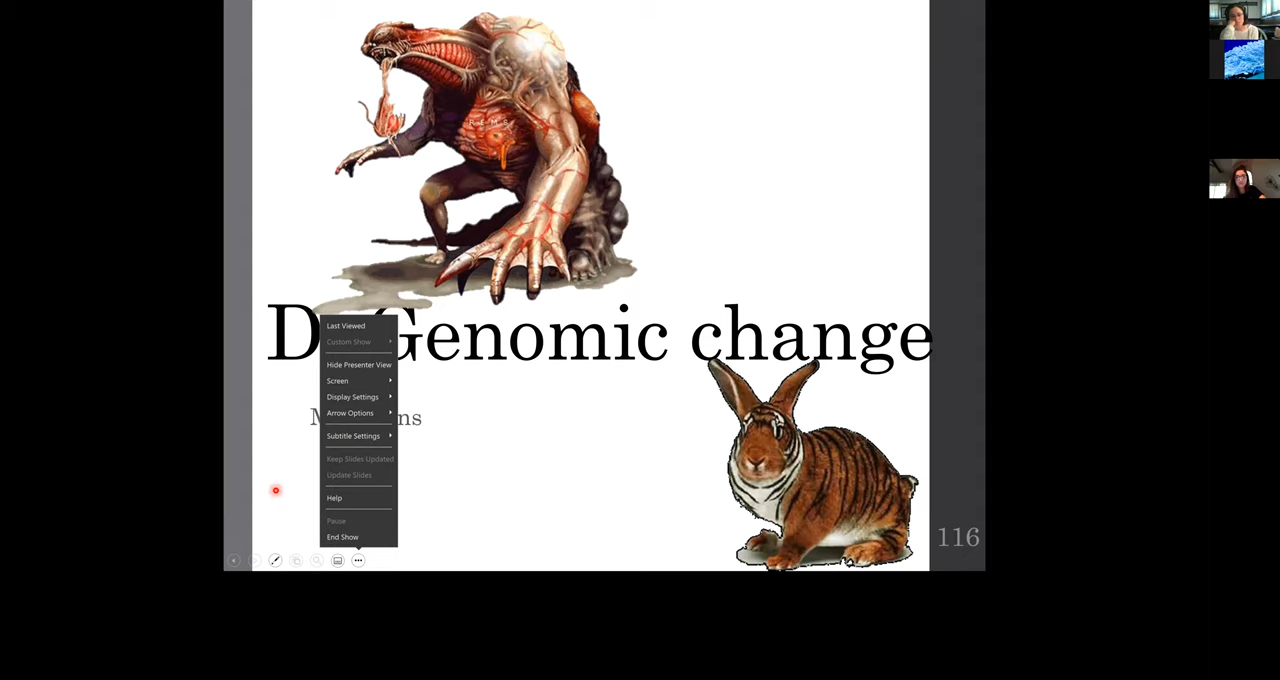 R E M S
D. Genomic change
Last Viewed
Custom Show
Hide Presenter View
Screen
Display Settings
Arrow Options
Subtitle Settings
Keep Slides Updated
Update Slides
Help
Pause
End Show
116